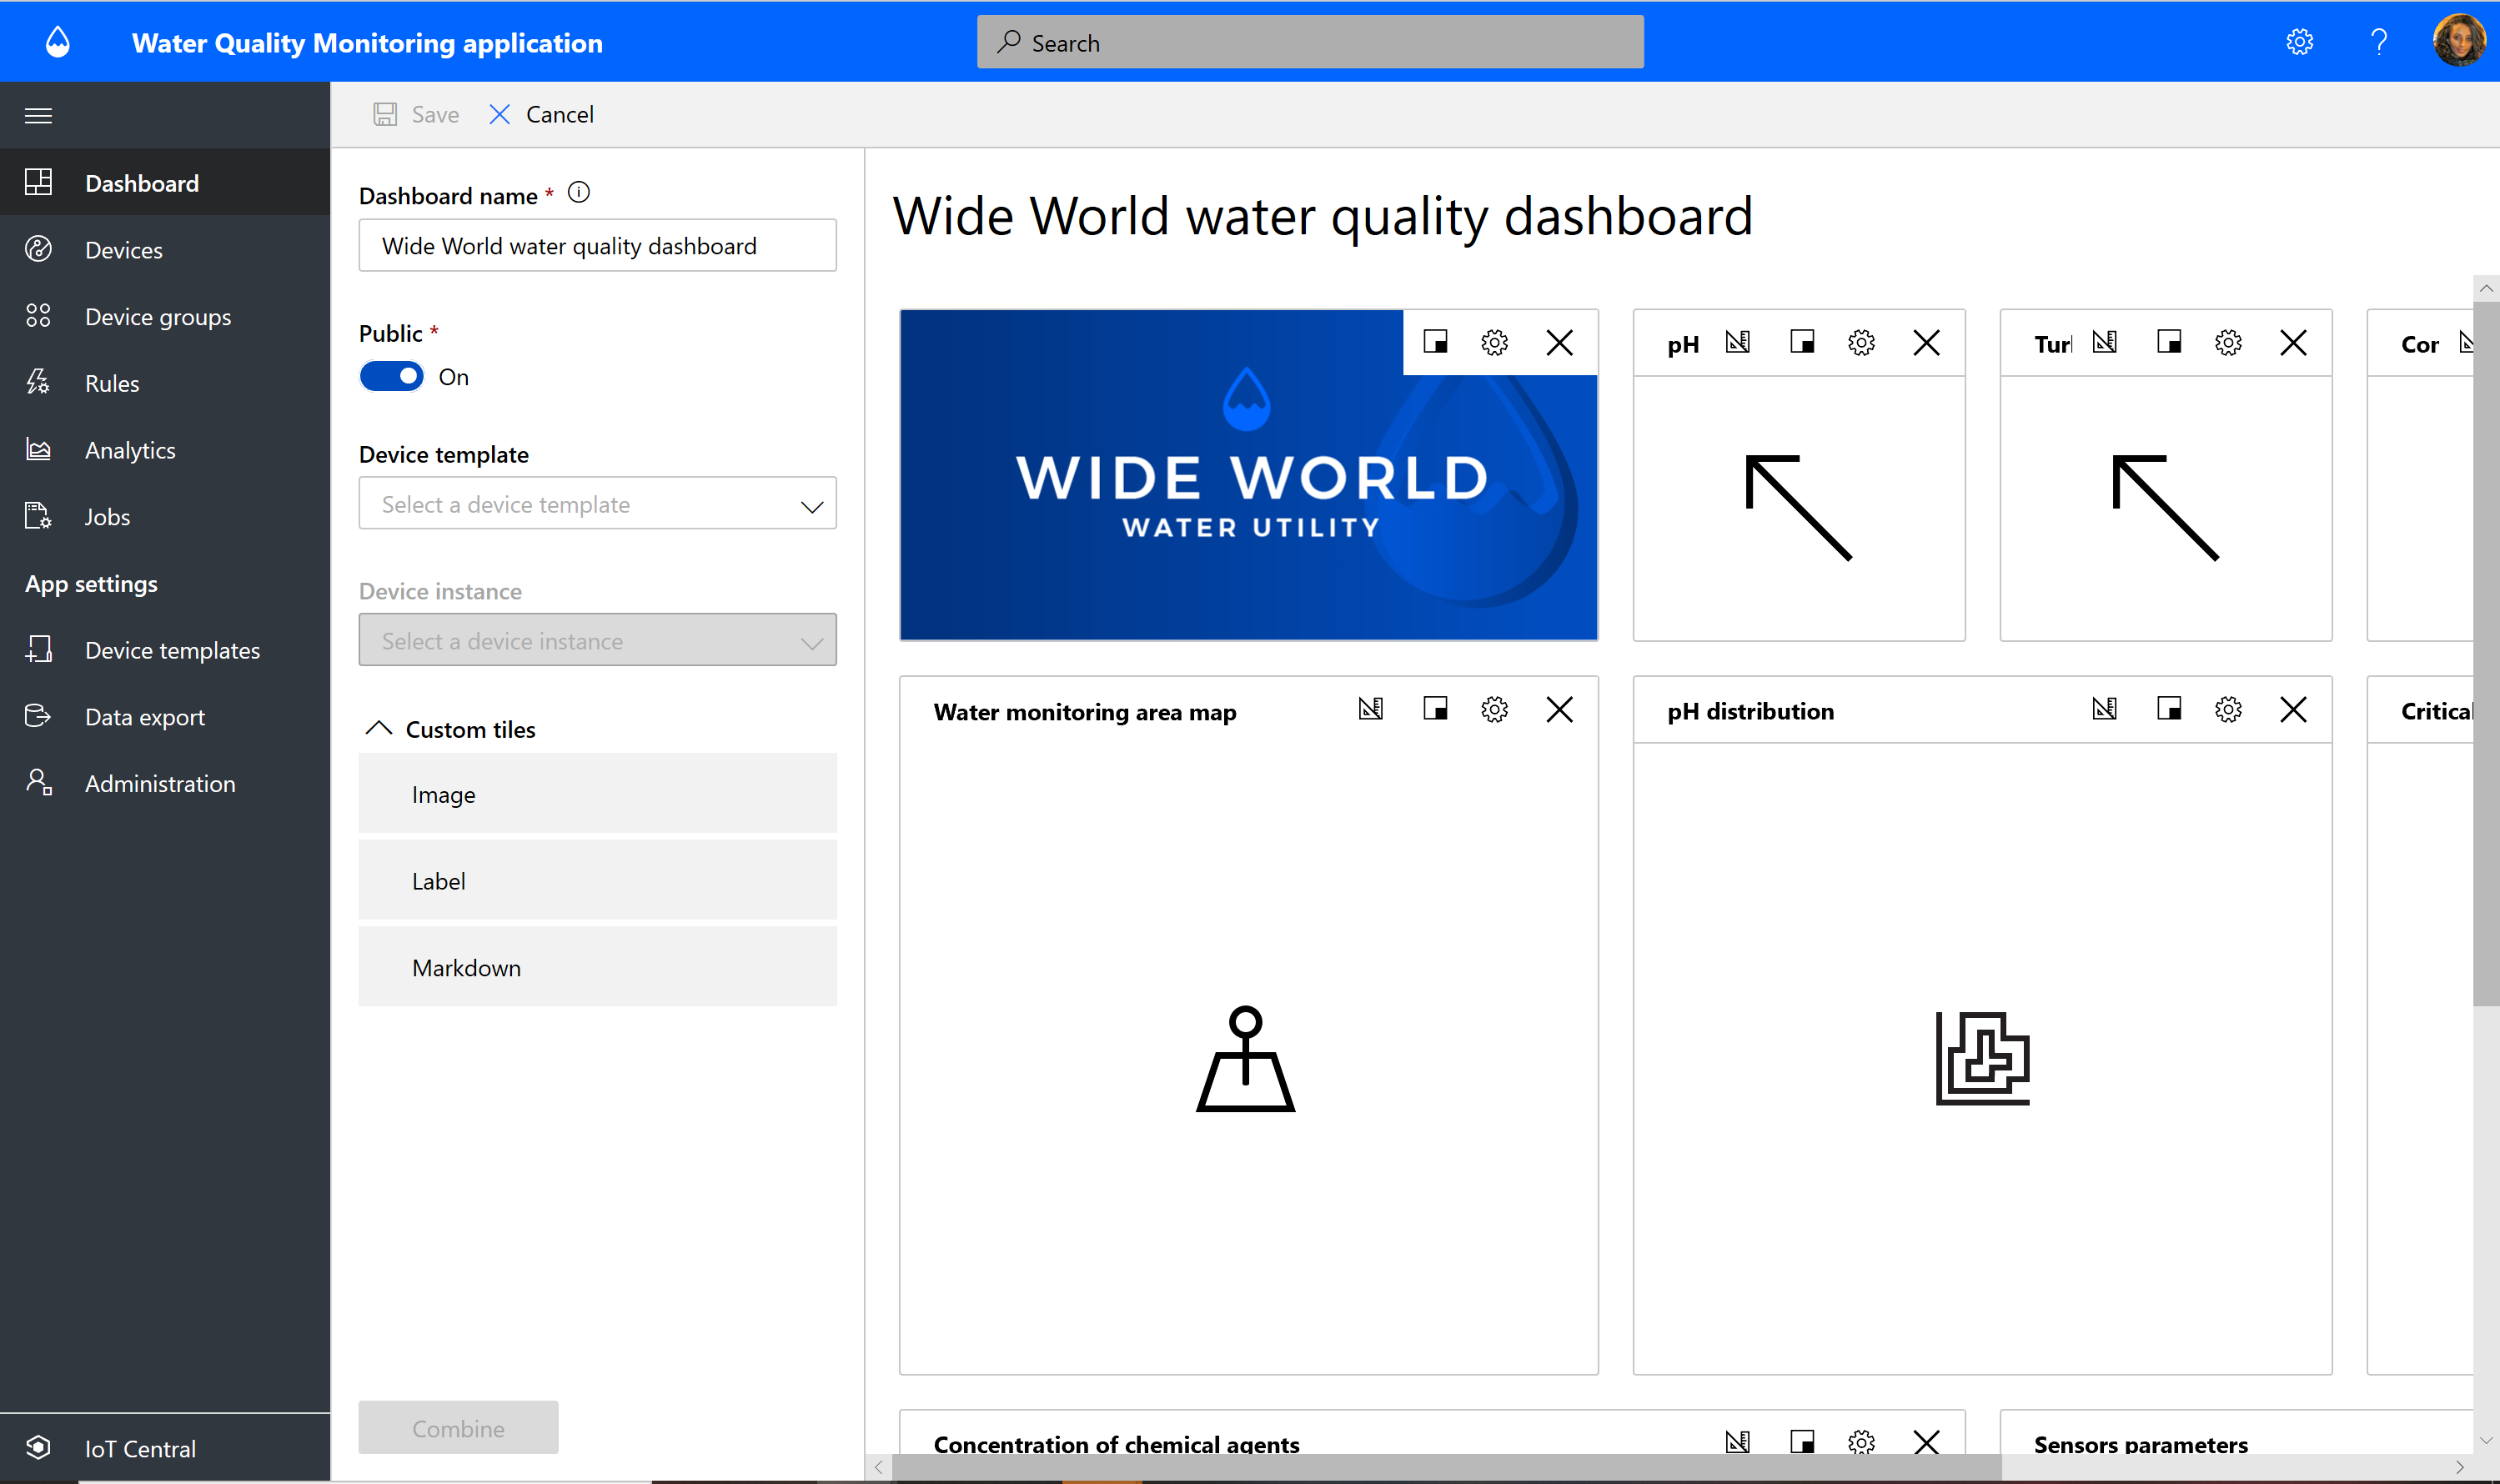 Water Quality Monitoring application
Search
Save
Cancel
Dashboard
Devices
Device groups
Rules
Analytics
Jobs
App settings
Device templates
Data export
Administration
IoT Central
Dashboard name *
Wide World water quality dashboard
Public *
On
Device template
Select a device template
Device instance
Select a device instance
Custom tiles
Image
Label
Markdown
Combine
Wide World water quality dashboard
WIDE WORLD
WATER UTILITY
pH
Tur
Cor
Water monitoring area map
pH distribution
Critical
Concentration of chemical agents
Sensors parameters